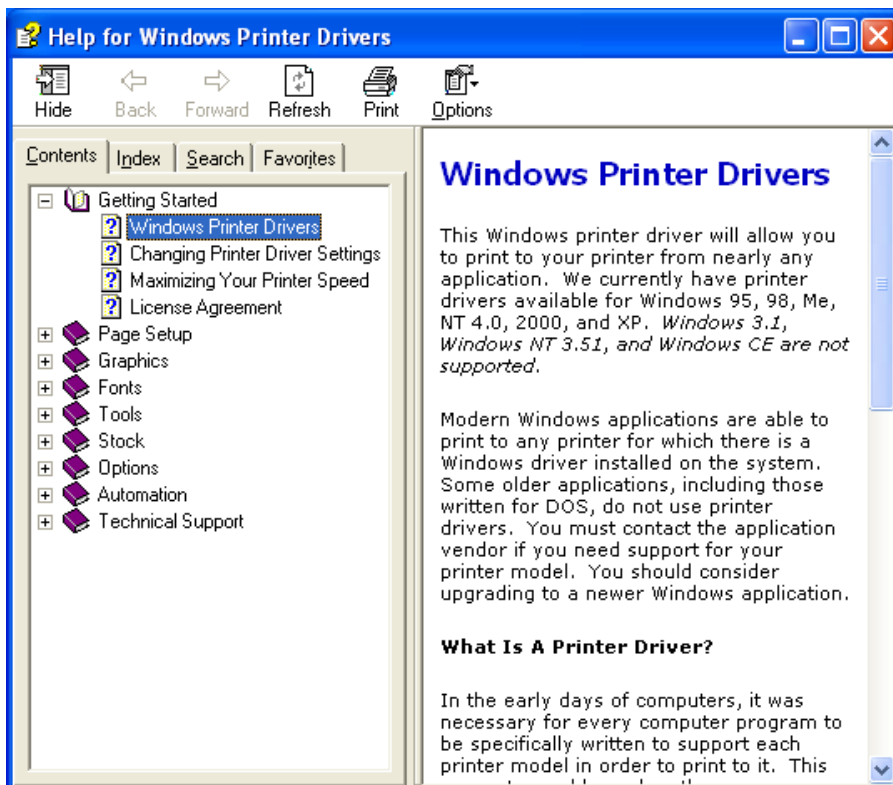 Help for Windows Printer Drivers
Hide Back Forward Refresh Print Options
Contents Index Search Favorites
Getting Started
Windows Printer Drivers
Changing Printer Driver Settings
Maximizing Your Printer Speed
License Agreement
Page Setup
Graphics
Fonts
Tools
Stock
Options
Automation
Technical Support
Windows Printer Drivers
This Windows printer driver will allow you
to print to your printer from nearly any
application. We currently have printer
drivers available for Windows 95, 98, Me,
NT 4.0, 2000, and XP. Windows 3.1,
Windows NT 3.51, and Windows CE are not
supported.
Modern Windows applications are able to
print to any printer for which there is a
Windows driver installed on the system.
Some older applications, including those
written for DOS, do not use printer
drivers. You must contact the application
vendor if you need support for your
printer model. You should consider
upgrading to a newer Windows application.
What Is A Printer Driver?
In the early days of computers, it was
necessary for every computer program to
be specifically written to support each
printer model in order to print to it. This